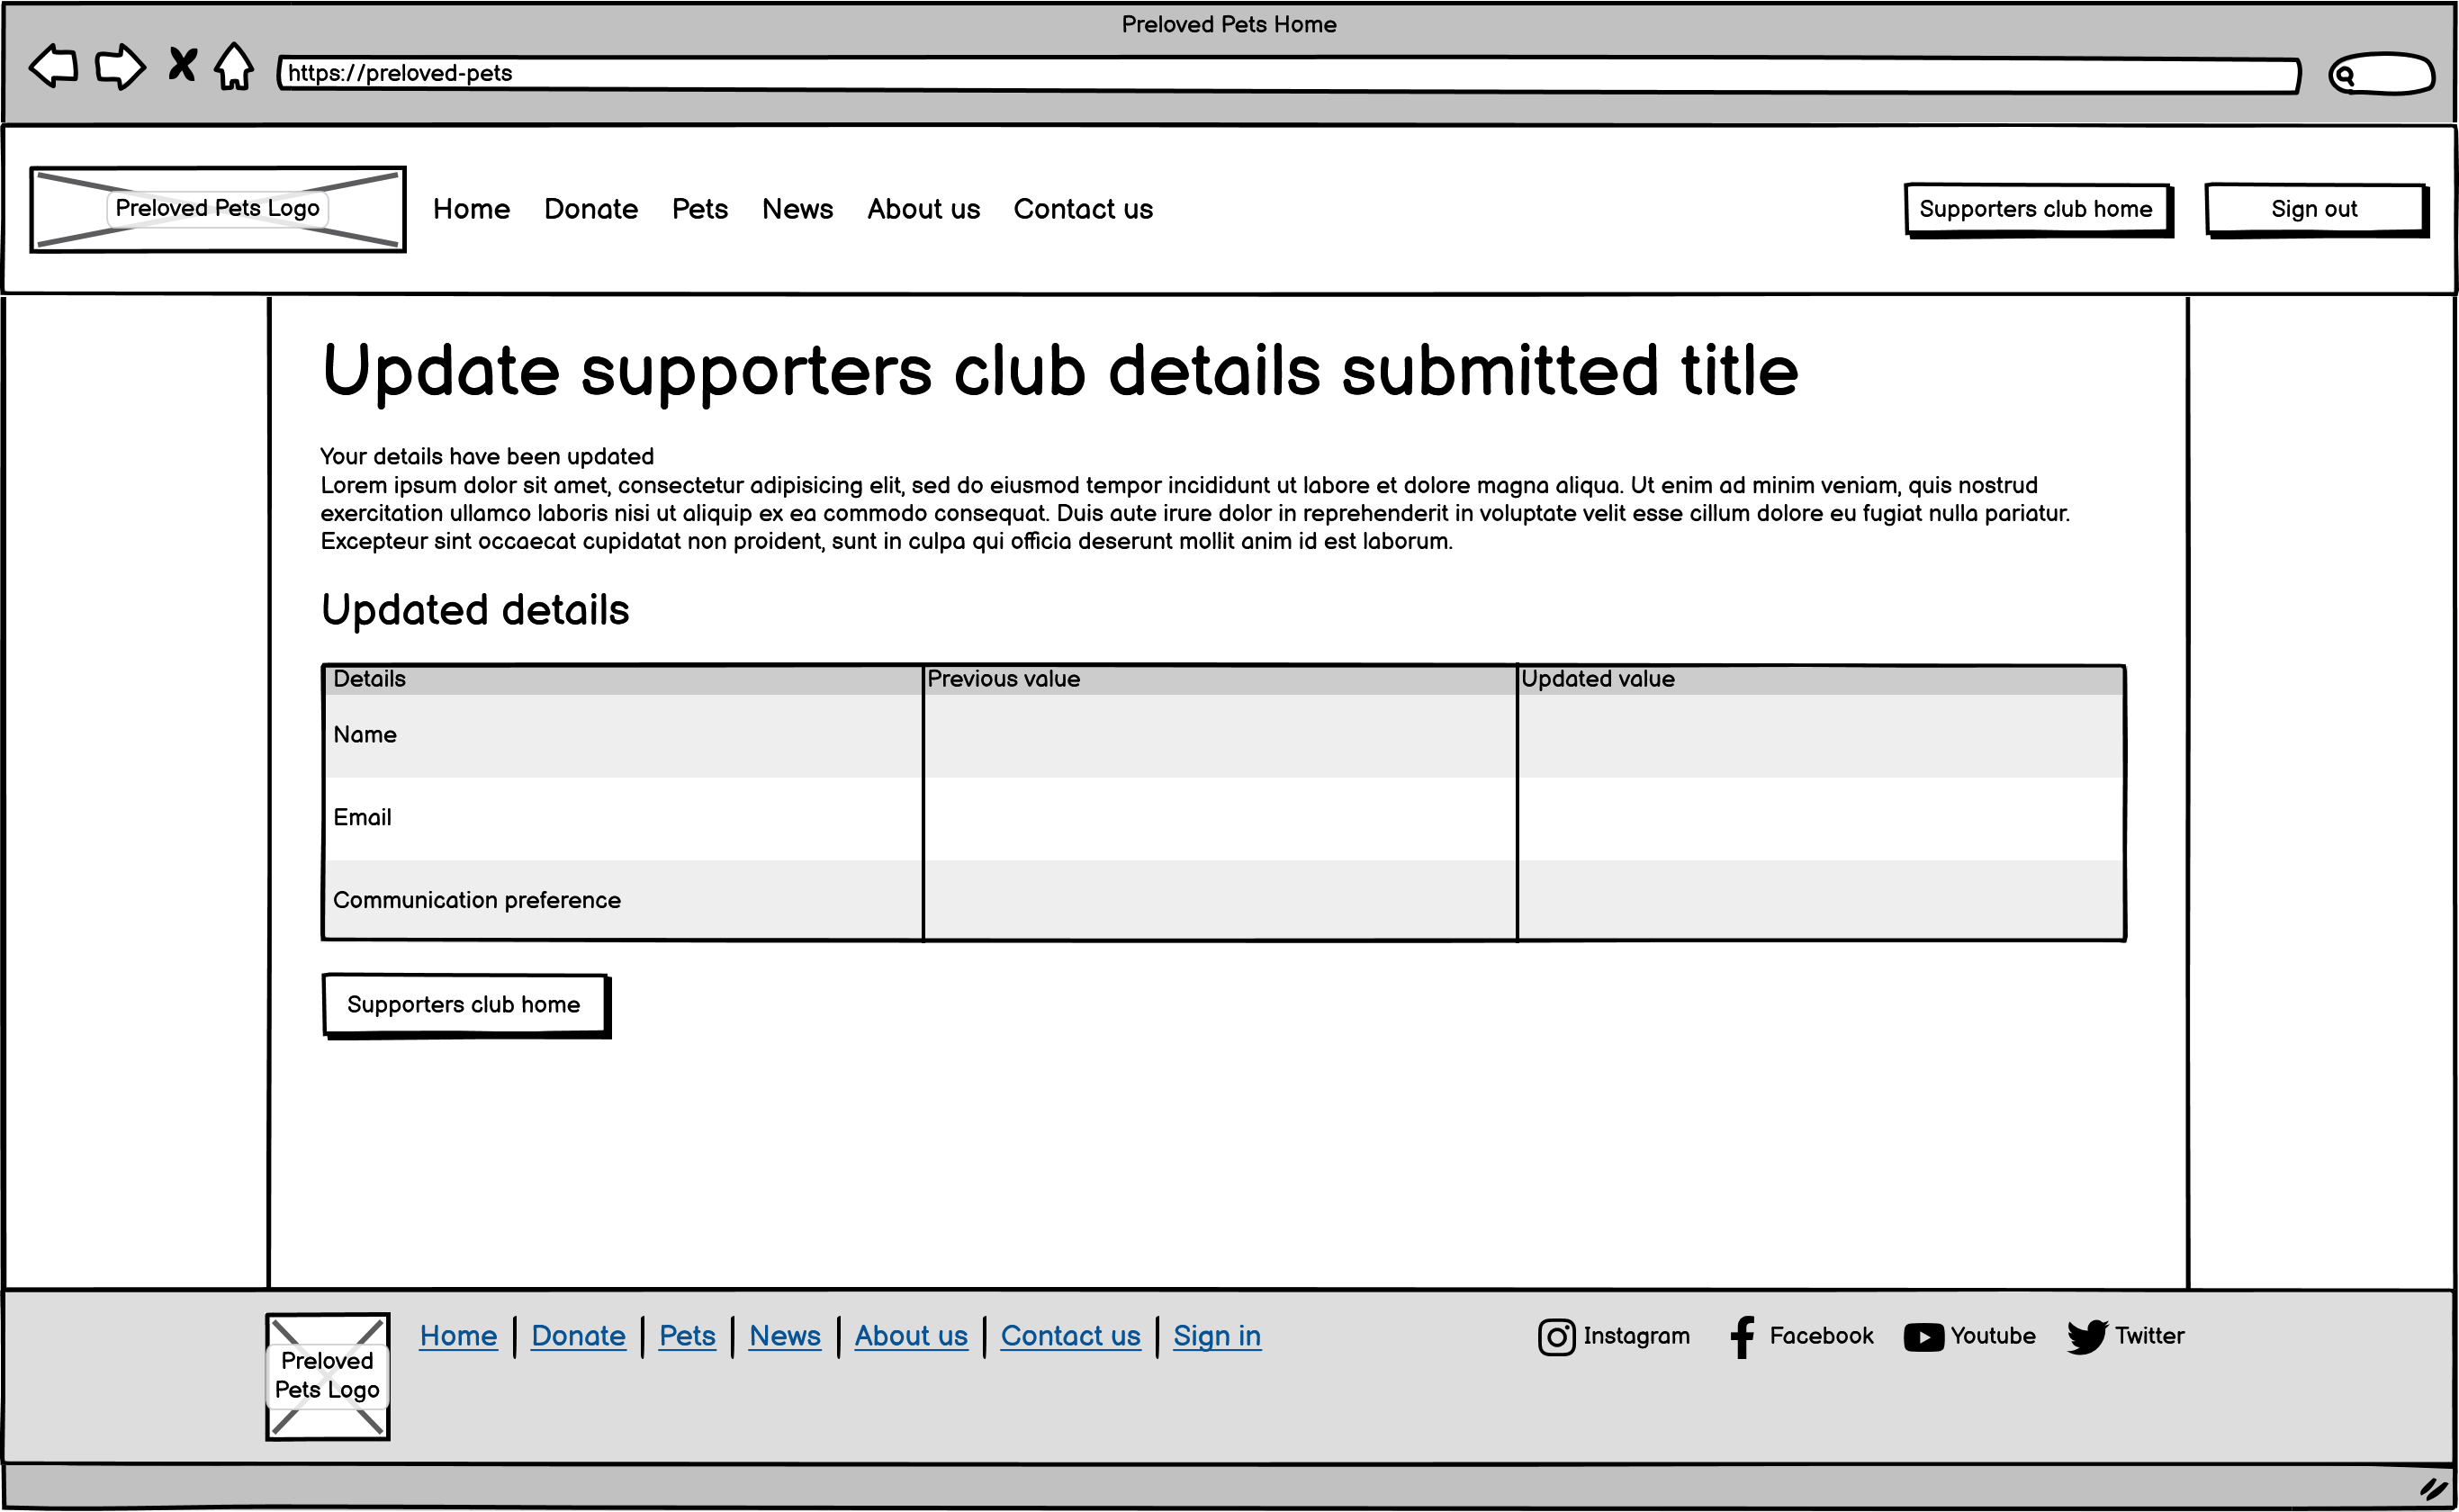 Preloved Pets Home
https://preloved-pets
Preloved Pets Logo
Home Donate Pets News About us Contact us
Supporters club home
Sign out
Update supporters club details submitted title
Your details have been updated
Lorem ipsum dolor sit amet, consectetur adipisicing elit, sed do eiusmod tempor incididunt ut labore et dolore magna aliqua. Ut enim ad minim veniam, quis nostrud
exercitation ullamco laboris nisi ut aliquip ex ea commodo consequat. Duis aute irure dolor in reprehenderit in voluptate velit esse cillum dolore eu fugiat nulla pariatur.
Excepteur sint occaecat cupidatat non proident, sunt in culpa qui officia deserunt mollit anim id est laborum.
Updated details
Details Previous value Updated value
Name
Email
Communication preference
Supporters club home
Preloved
Pets Logo
Home Donate Pets News About us Contact us Sign in
Instagram Facebook Youtube Twitter